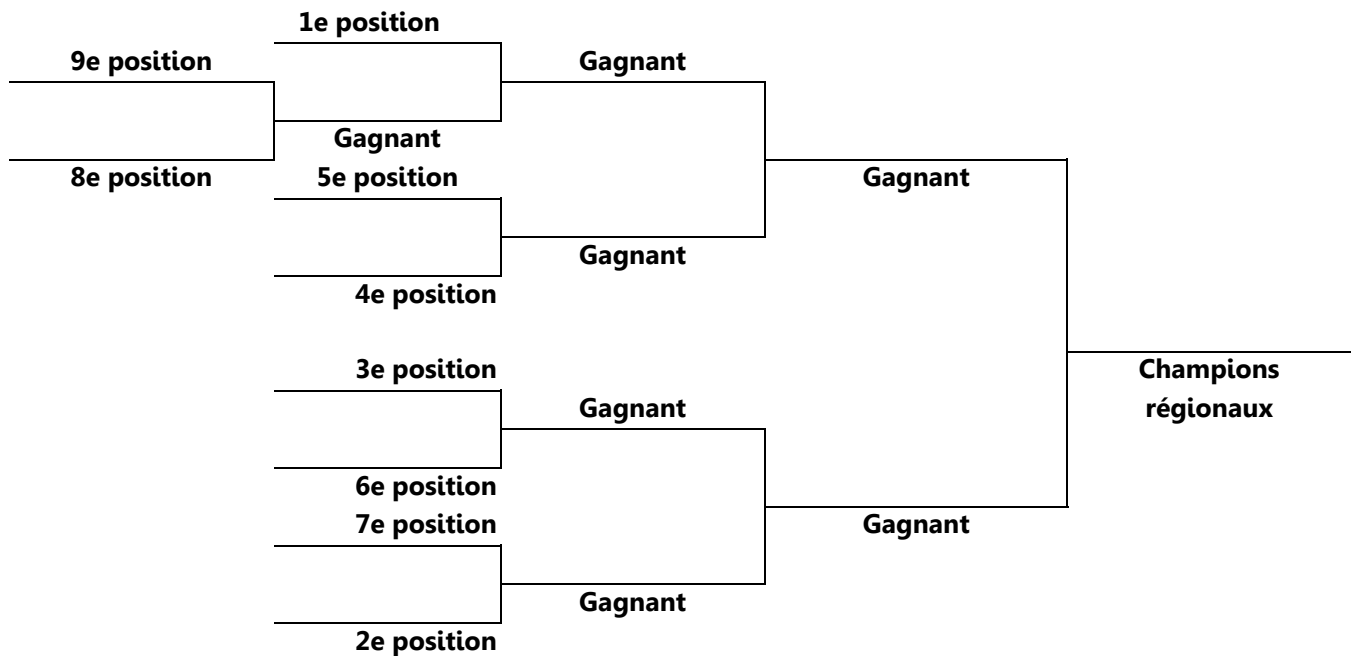 1e position
9e position
Gagnant
Gagnant
8e position
5e position
Gagnant
Gagnant
4e position
3e position
Champions
régionaux
Gagnant
6e position
7e position
Gagnant
Gagnant
2e position